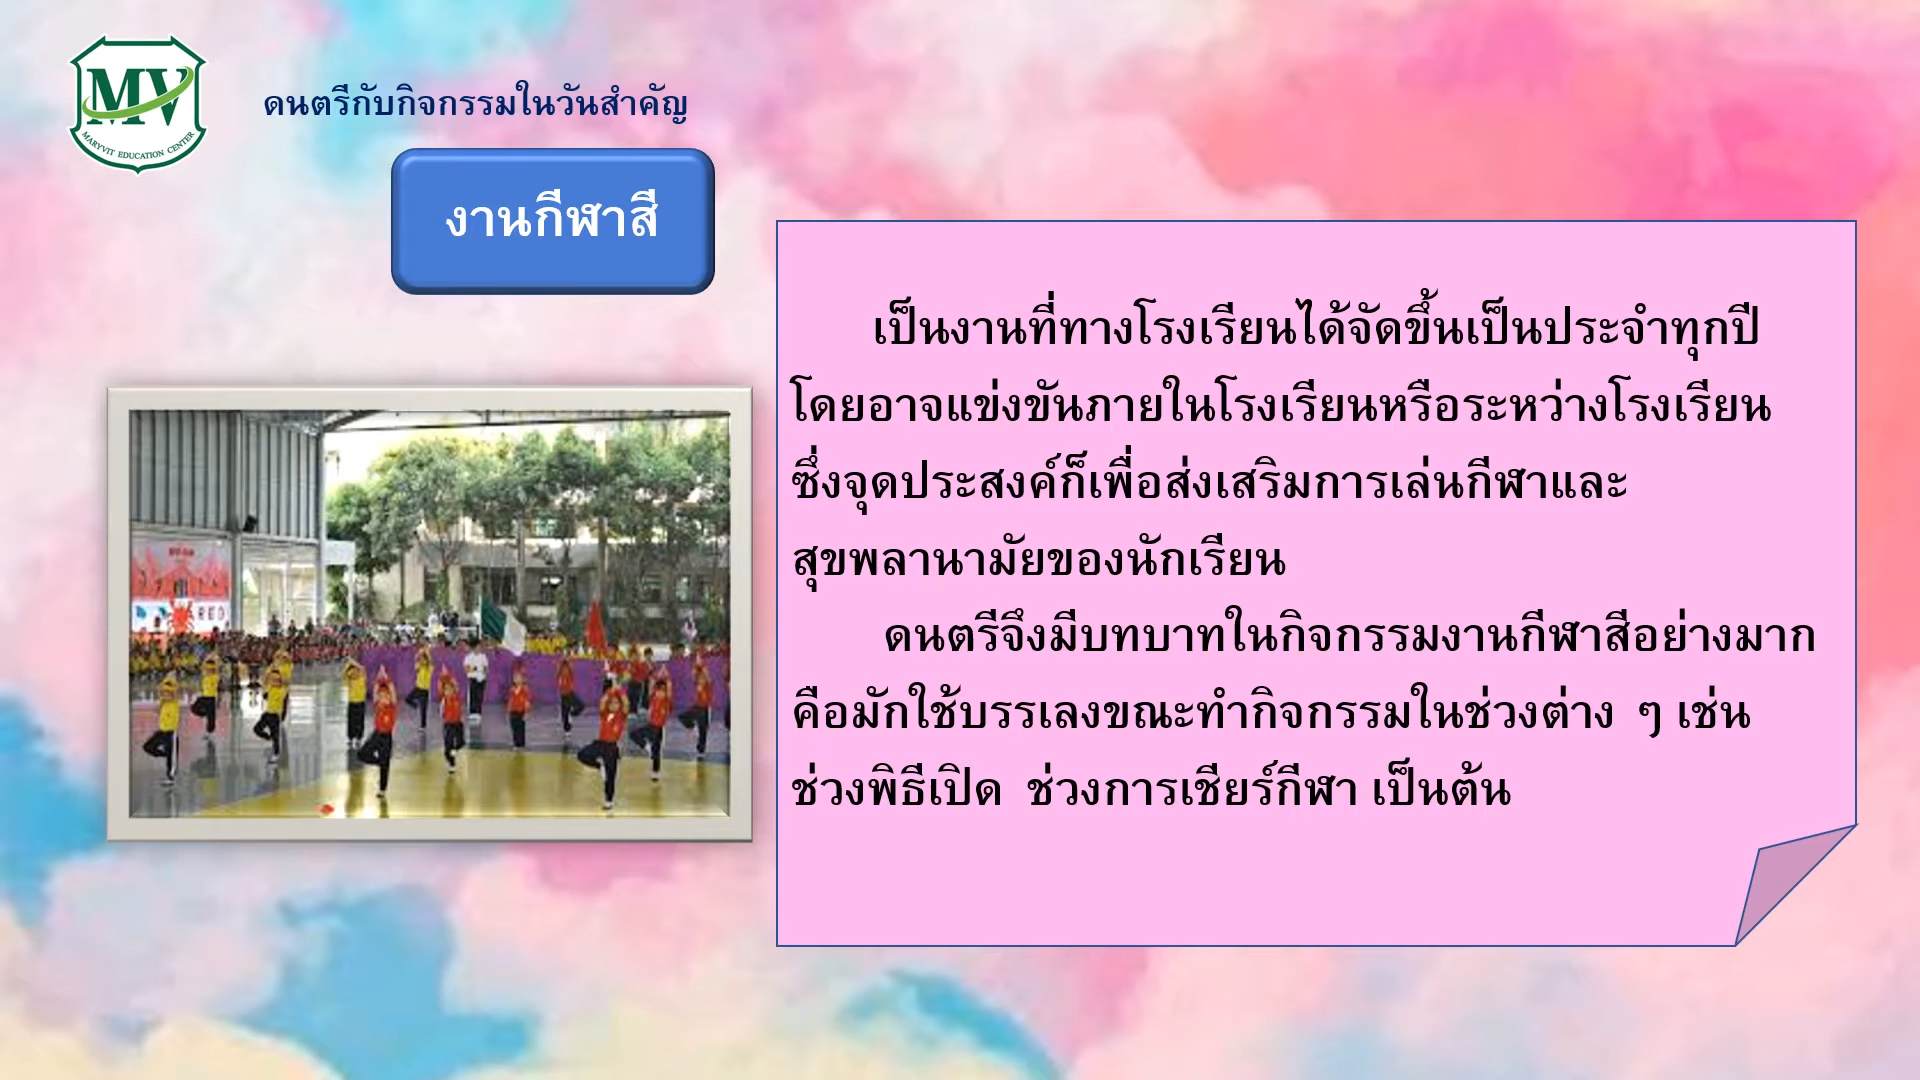 MV
MARYVIT EDUCATION CENTER
ดนตรีกับกิจกรรมในวันสำคัญ
งานกีฬาสี
เป็นงานที่ทางโรงเรียนได้จัดขึ้นเป็นประจำทุกปี
โดยอาจแข่งขันภายในโรงเรียนหรือระหว่างโรงเรียน
ซึ่งจุดประสงค์ก็เพื่อส่งเสริมการเล่นกีฬาและ
สุขพลานามัยของนักเรียน
ดนตรีจึงมีบทบาทในกิจกรรมงานกีฬาสีอย่างมาก
คือมักใช้บรรเลงขณะทำกิจกรรมในช่วงต่าง ๆ เช่น
ช่วงพิธีเปิด ช่วงการเชียร์กีฬา เป็นต้น
RED